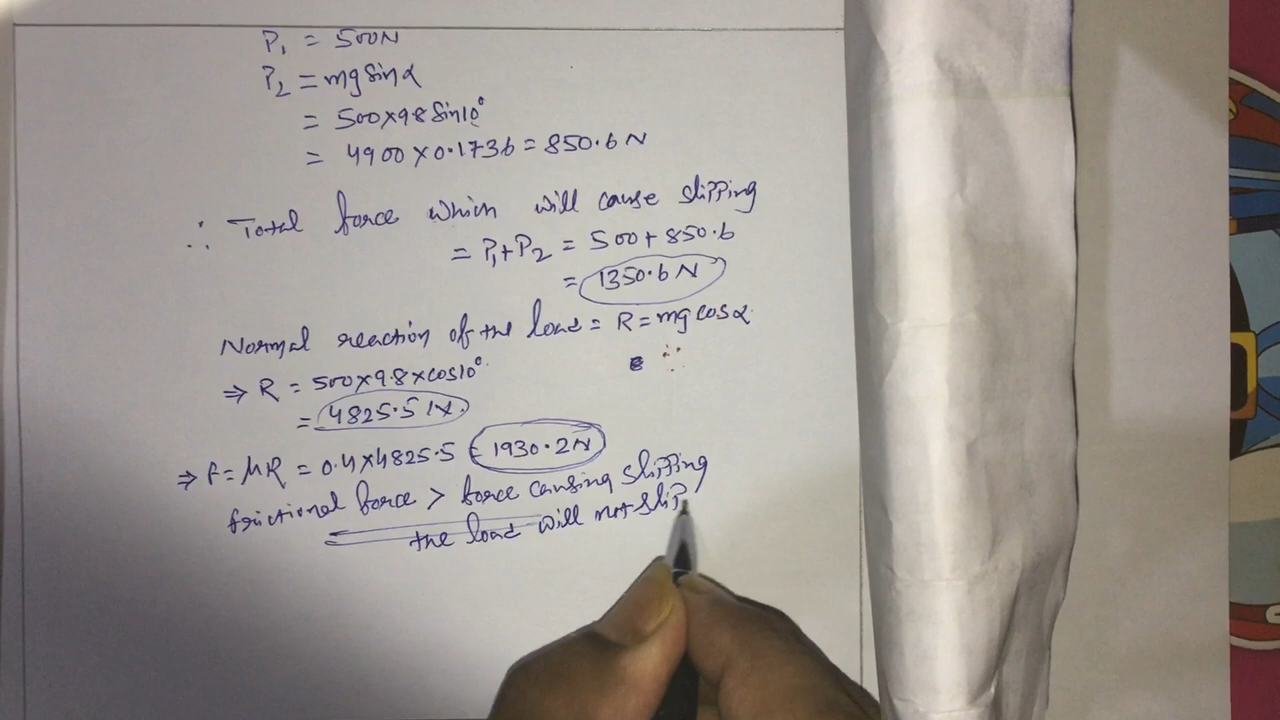 P₁ = 500N
P₂ = mg sinα
= 500×9.8 sin10°
= 4900×0.1736 = 850.6 N
∴ Total force which will cause slipping
= P₁+P₂ = 500+850.6
= 1350.6 N
Normal reaction of the load = R = mg cosα
⇒ R = 500×9.8×cos10°
= 4825.5 N.
⇒ F = μR = 0.4×4825.5 = 1930.2N
frictional force > force causing slipping
the load will not slip